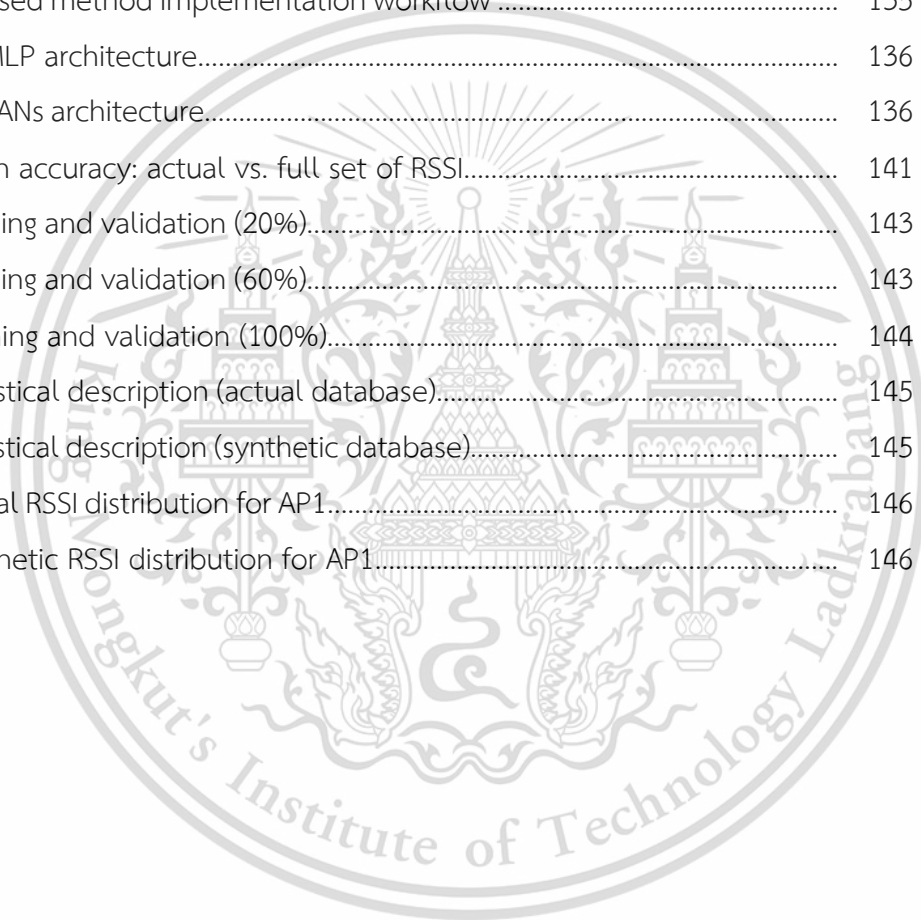 sed method implementation workflow
MLP architecture 136
ANs architecture 136
n accuracy: actual vs. full set of RSSI 141
ing and validation (20%) 143
ing and validation (60%) 143
ing and validation (100%) 144
stical description (actual database) 145
stical description (synthetic database) 145
al RSSI distribution for AP1 146
hetic RSSI distribution for AP1 146
King Mongkut's Institute of Technology Ladkrabang